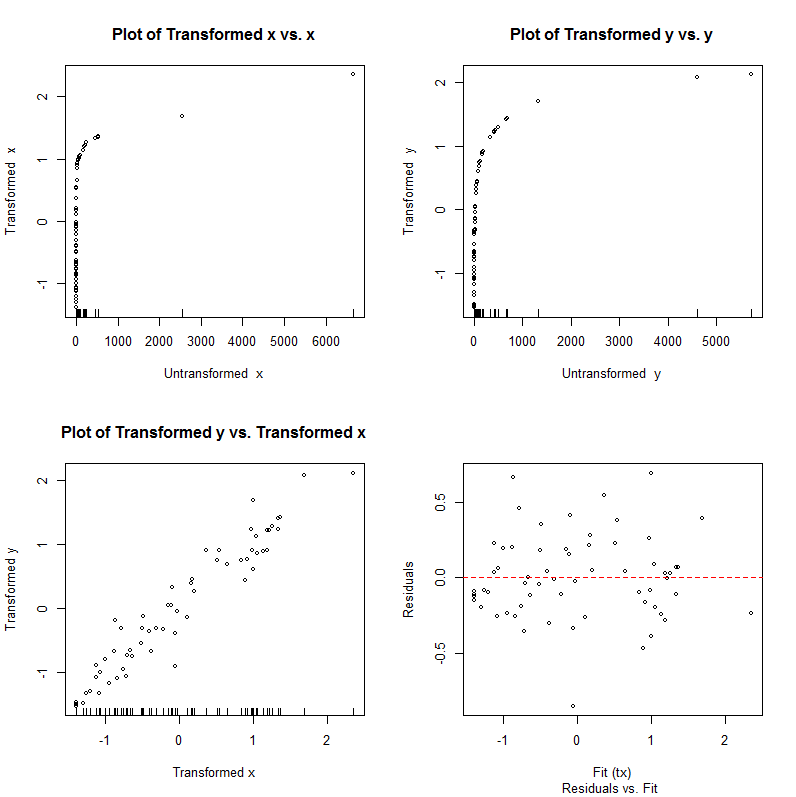 Plot of Transformed x vs. x
Transformed x
2
1
0
-1
0 1000 2000 3000 4000 5000 6000
Untransformed x
Plot of Transformed y vs. y
Transformed y
2
1
0
-1
0 1000 2000 3000 4000 5000
Untransformed y
Plot of Transformed y vs. Transformed x
Transformed y
2
1
0
-1
-1 0 1 2
Transformed x
Residuals
0.5
0.0
-0.5
-1 0 1 2
Fit (tx)
Residuals vs. Fit